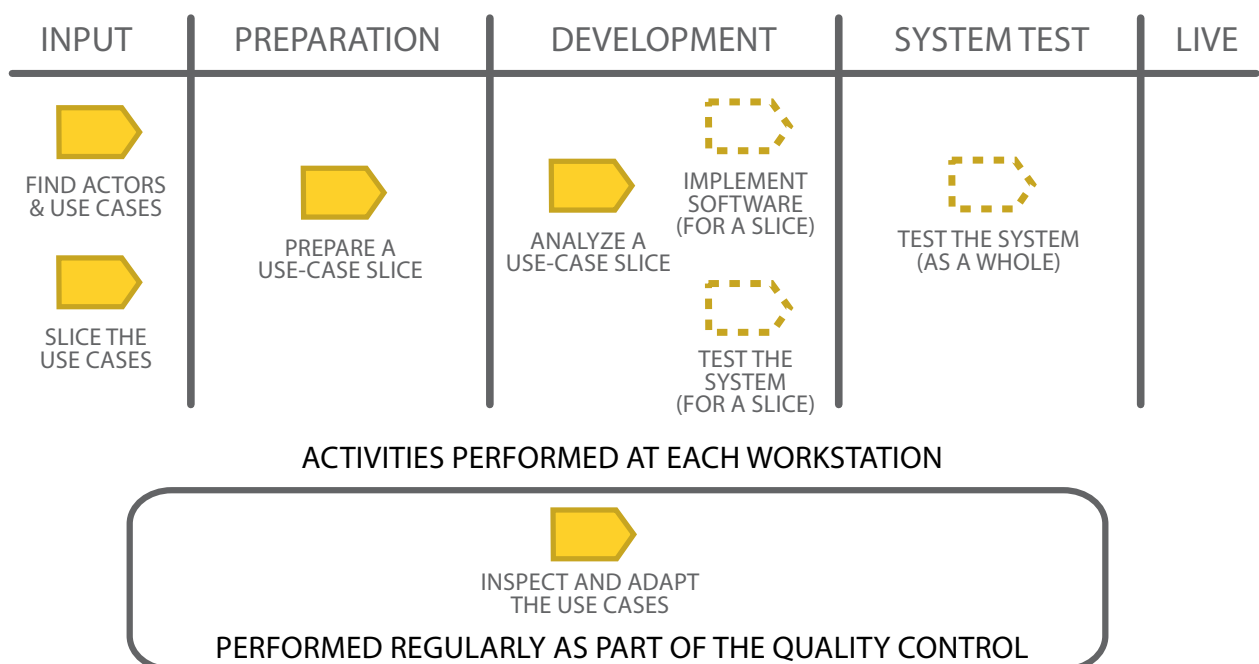 INPUT
PREPARATION
DEVELOPMENT
SYSTEM TEST
LIVE
FIND ACTORS
& USE CASES
SLICE THE
USE CASES
PREPARE A
USE-CASE SLICE
ANALYZE A
USE-CASE SLICE
IMPLEMENT
SOFTWARE
(FOR A SLICE)
TEST THE
SYSTEM
(FOR A SLICE)
TEST THE SYSTEM
(AS A WHOLE)
ACTIVITIES PERFORMED AT EACH WORKSTATION
INSPECT AND ADAPT
THE USE CASES
PERFORMED REGULARLY AS PART OF THE QUALITY CONTROL